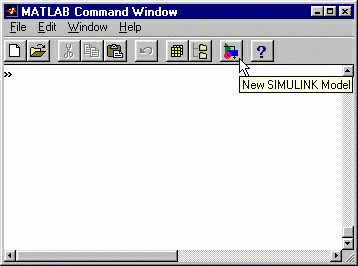 MATLAB Command Window
File Edit Window Help
?
»
New SIMULINK Model